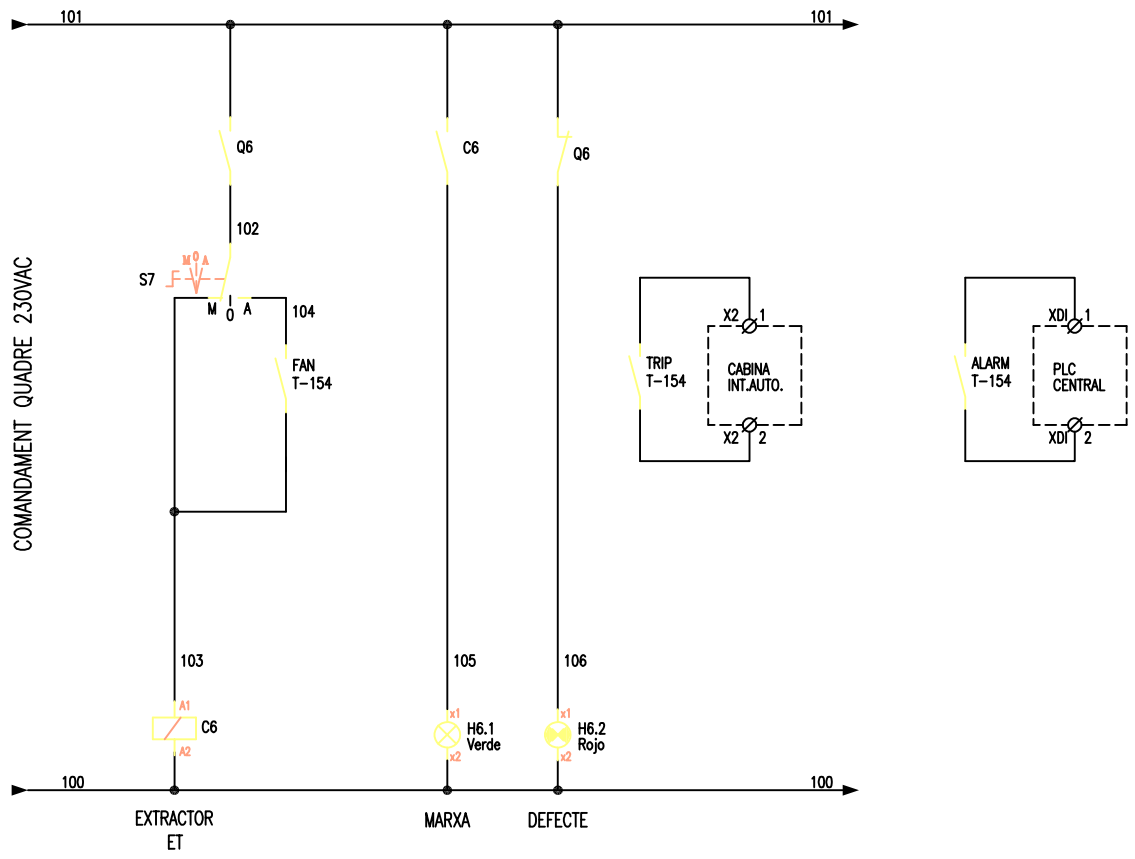 101
101
Q6
C6
Q6
102
M 0 A
S7
M 0 A
104
FAN
T-154
COMANDAMENT QUADRE 230VAC
X2 1
TRIP
T-154
CABINA
INT.AUTO.
X2 2
XDI 1
ALARM
T-154
PLC
CENTRAL
XDI 2
103
105
106
A1
C6
A2
x1
H6.1
Verde
x2
x1
H6.2
Rojo
x2
100
100
EXTRACTOR
ET
MARXA
DEFECTE